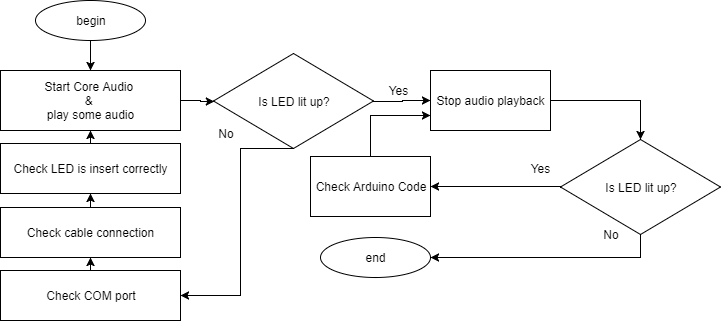 begin
Start Core Audio
&
play some audio
Is LED lit up?
Yes
Stop audio playback
No
Check LED is insert correctly
Check Arduino Code
Yes
Is LED lit up?
Check cable connection
No
end
Check COM port